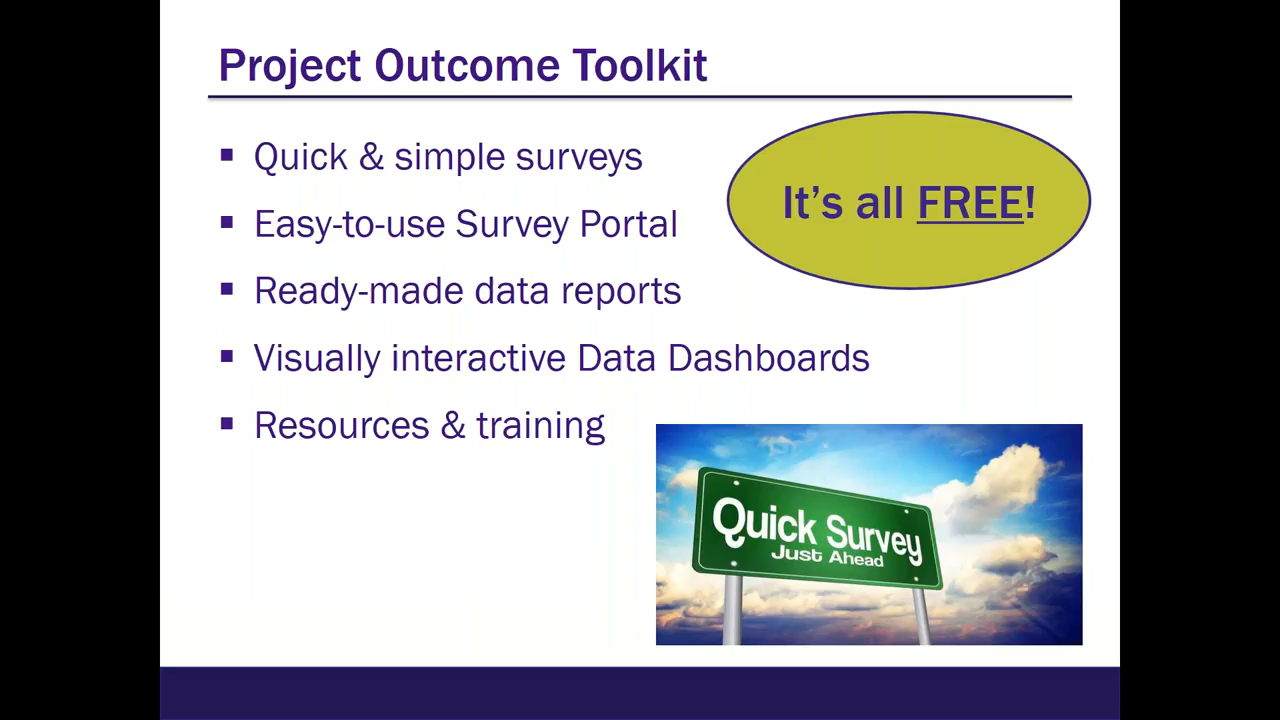 Project Outcome Toolkit
▪ Quick & simple surveys
▪ Easy-to-use Survey Portal
▪ Ready-made data reports
▪ Visually interactive Data Dashboards
▪ Resources & training
It's all FREE!
Quick Survey
Just Ahead